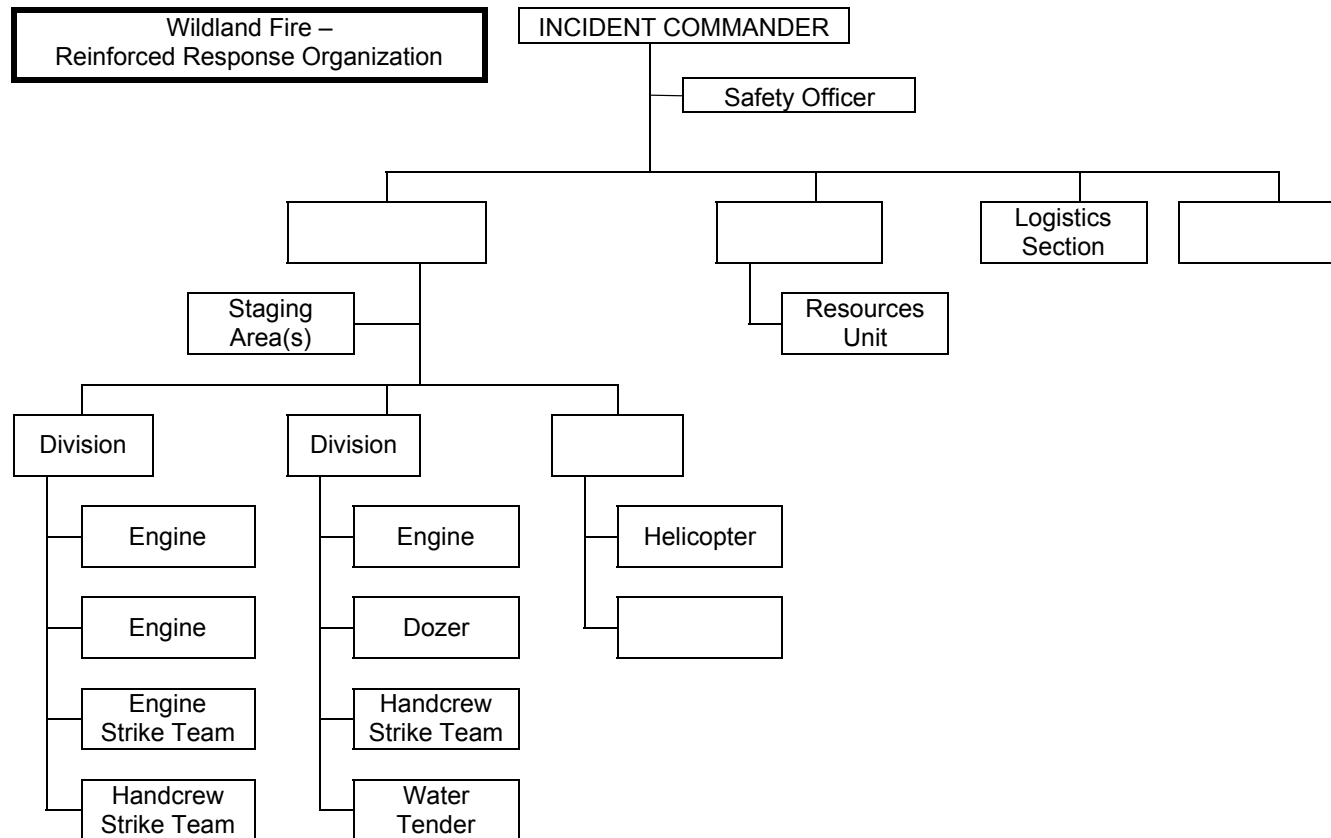 Wildland Fire –
Reinforced Response Organization
INCIDENT COMMANDER
Safety Officer
Logistics
Section
Staging
Area(s)
Resources
Unit
Division
Division
Engine
Engine
Helicopter
Engine
Dozer
Engine
Strike Team
Handcrew
Strike Team
Handcrew
Strike Team
Water
Tender